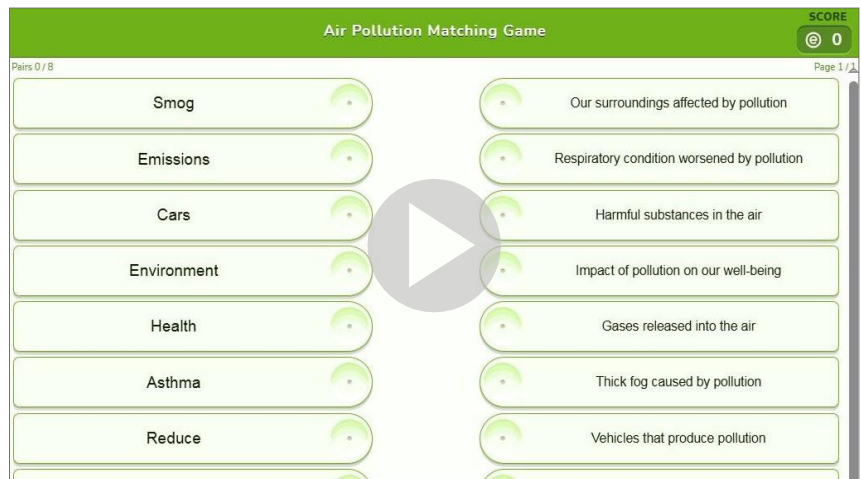 Air Pollution Matching Game
SCORE
e 0
Pairs 0 / 8
Page 1 / 1
Smog
Our surroundings affected by pollution
Emissions
Respiratory condition worsened by pollution
Cars
Harmful substances in the air
Environment
Impact of pollution on our well-being
Health
Gases released into the air
Asthma
Thick fog caused by pollution
Reduce
Vehicles that produce pollution